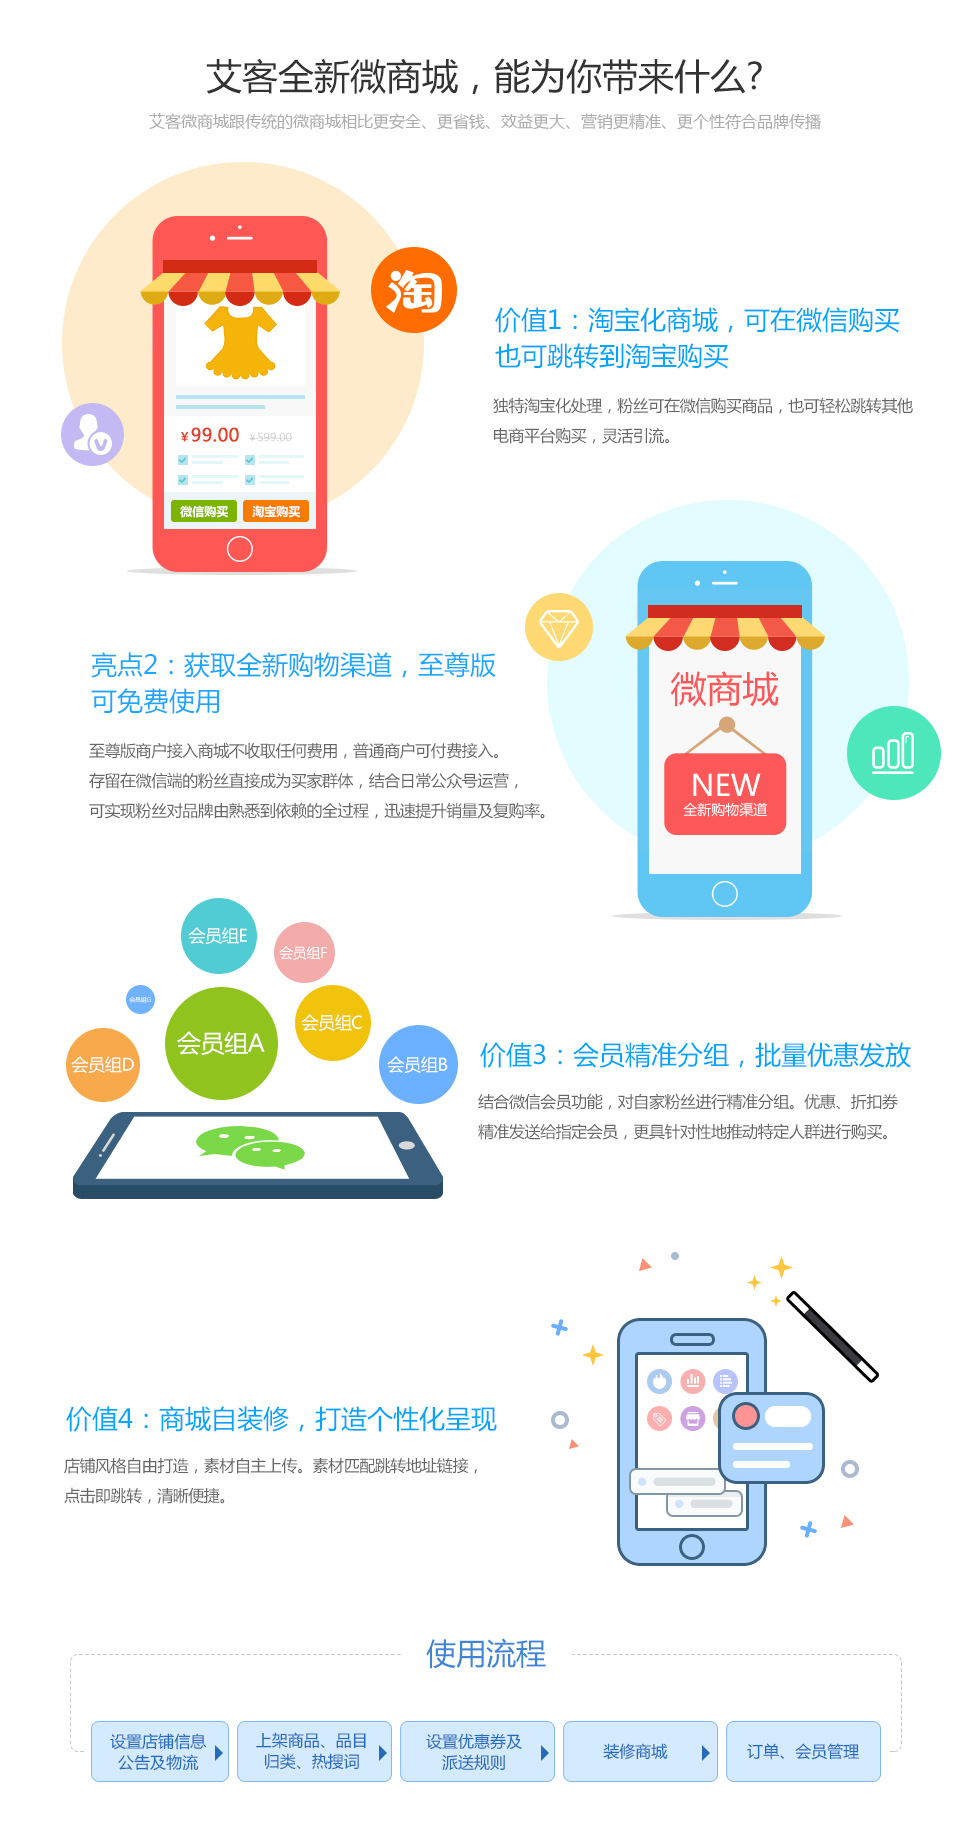 艾客全新微商城，能为你带来什么?
艾客微商城跟传统的微商城相比更安全、更省钱、效益更大、营销更精准、更个性符合品牌传播
淘
¥99.00 ¥599.00
微信购买 淘宝购买
价值1：淘宝化商城，可在微信购买
也可跳转到淘宝购买
独特淘宝化处理，粉丝可在微信购买商品，也可轻松跳转其他
电商平台购买，灵活引流。
亮点2：获取全新购物渠道，至尊版
可免费使用
至尊版商户接入商城不收取任何费用，普通商户可付费接入。
存留在微信端的粉丝直接成为买家群体，结合日常公众号运营，
可实现粉丝对品牌由熟悉到依赖的全过程，迅速提升销量及复购率。
微商城
NEW
全新购物渠道
会员组E
会员组F
会员组G
会员组A
会员组C
会员组D
会员组B
价值3：会员精准分组，批量优惠发放
结合微信会员功能，对自家粉丝进行精准分组。优惠、折扣券
精准发送给指定会员，更具针对性地推动特定人群进行购买。
价值4：商城自装修，打造个性化呈现
店铺风格自由打造，素材自主上传。素材匹配跳转地址链接，
点击即跳转，清晰便捷。
使用流程
设置店铺信息
公告及物流
上架商品、品目
归类、热搜词
设置优惠券及
派送规则
装修商城
订单、会员管理